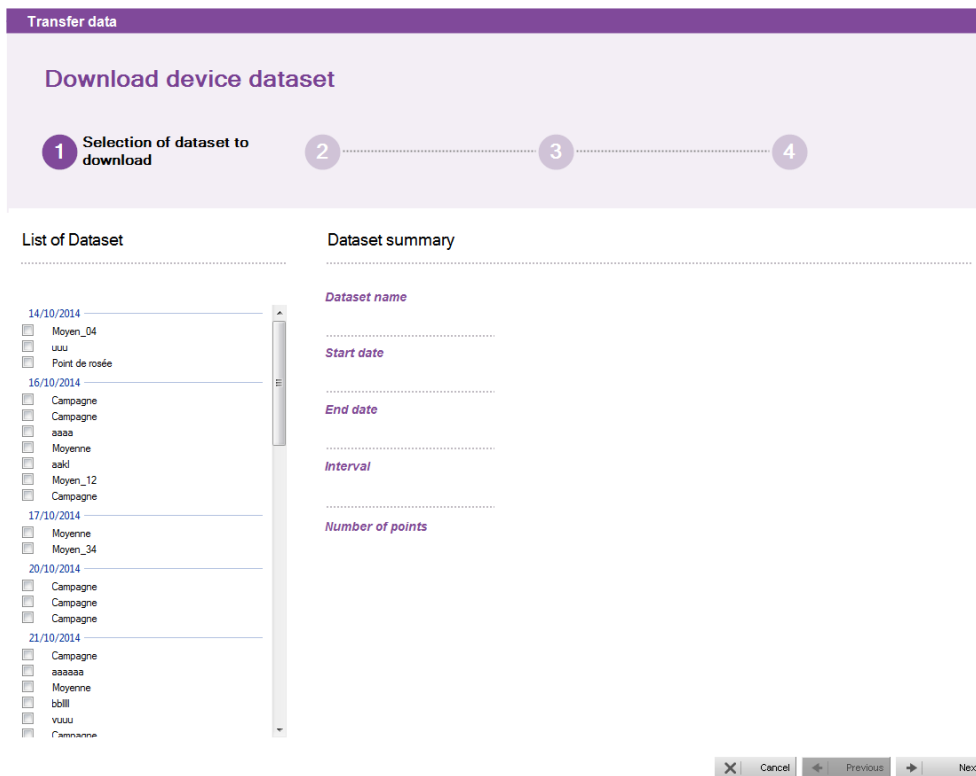 Transfer data
Download device dataset
1 Selection of dataset to
download
2
3
4
List of Dataset
14/10/2014
Moyen_04
uuu
Point de rosée
16/10/2014
Campagne
Campagne
aaaa
Moyenne
aakl
Moyen_12
Campagne
17/10/2014
Moyenne
Moyen_34
20/10/2014
Campagne
Campagne
Campagne
21/10/2014
Campagne
aaaaaa
Moyenne
vuuu
Campagne
Dataset summary
Dataset name
Start date
End date
Interval
Number of points
Cancel
Previous
Nex